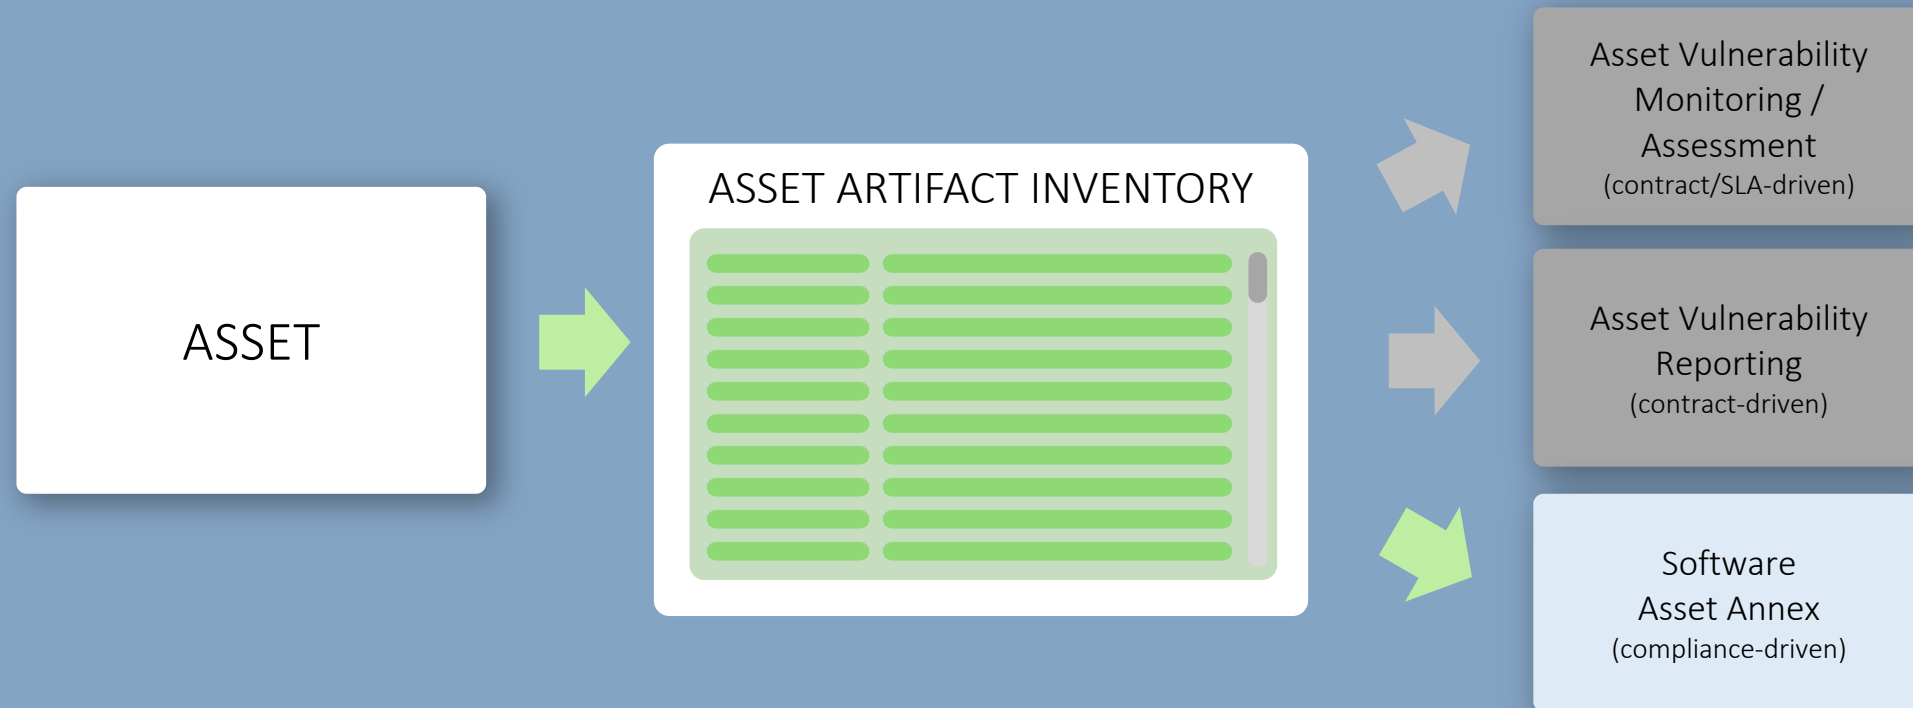 ASSET
ASSET ARTIFACT INVENTORY
Asset Vulnerability
Monitoring /
Assessment
(contract/SLA-driven)
Asset Vulnerability
Reporting
(contract-driven)
Software
Asset Annex
(compliance-driven)